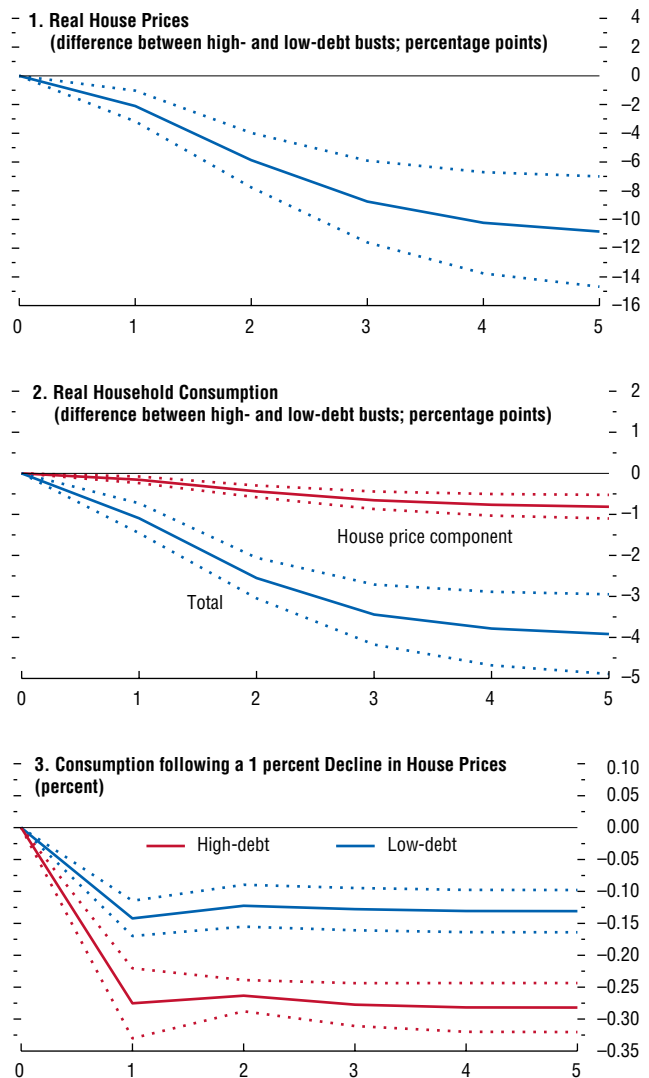 1. Real House Prices
(difference between high- and low-debt busts; percentage points)
4
2
0
–2
–4
–6
–8
–10
–12
–14
–16
0 1 2 3 4 5
2. Real Household Consumption
(difference between high- and low-debt busts; percentage points)
2
1
0
–1
House price component
–2
Total
–3
–4
–5
0 1 2 3 4 5
3. Consumption following a 1 percent Decline in House Prices
(percent)
0.10
0.05
0.00
High-debt Low-debt
–0.05
–0.10
–0.15
–0.20
–0.25
–0.30
–0.35
0 1 2 3 4 5